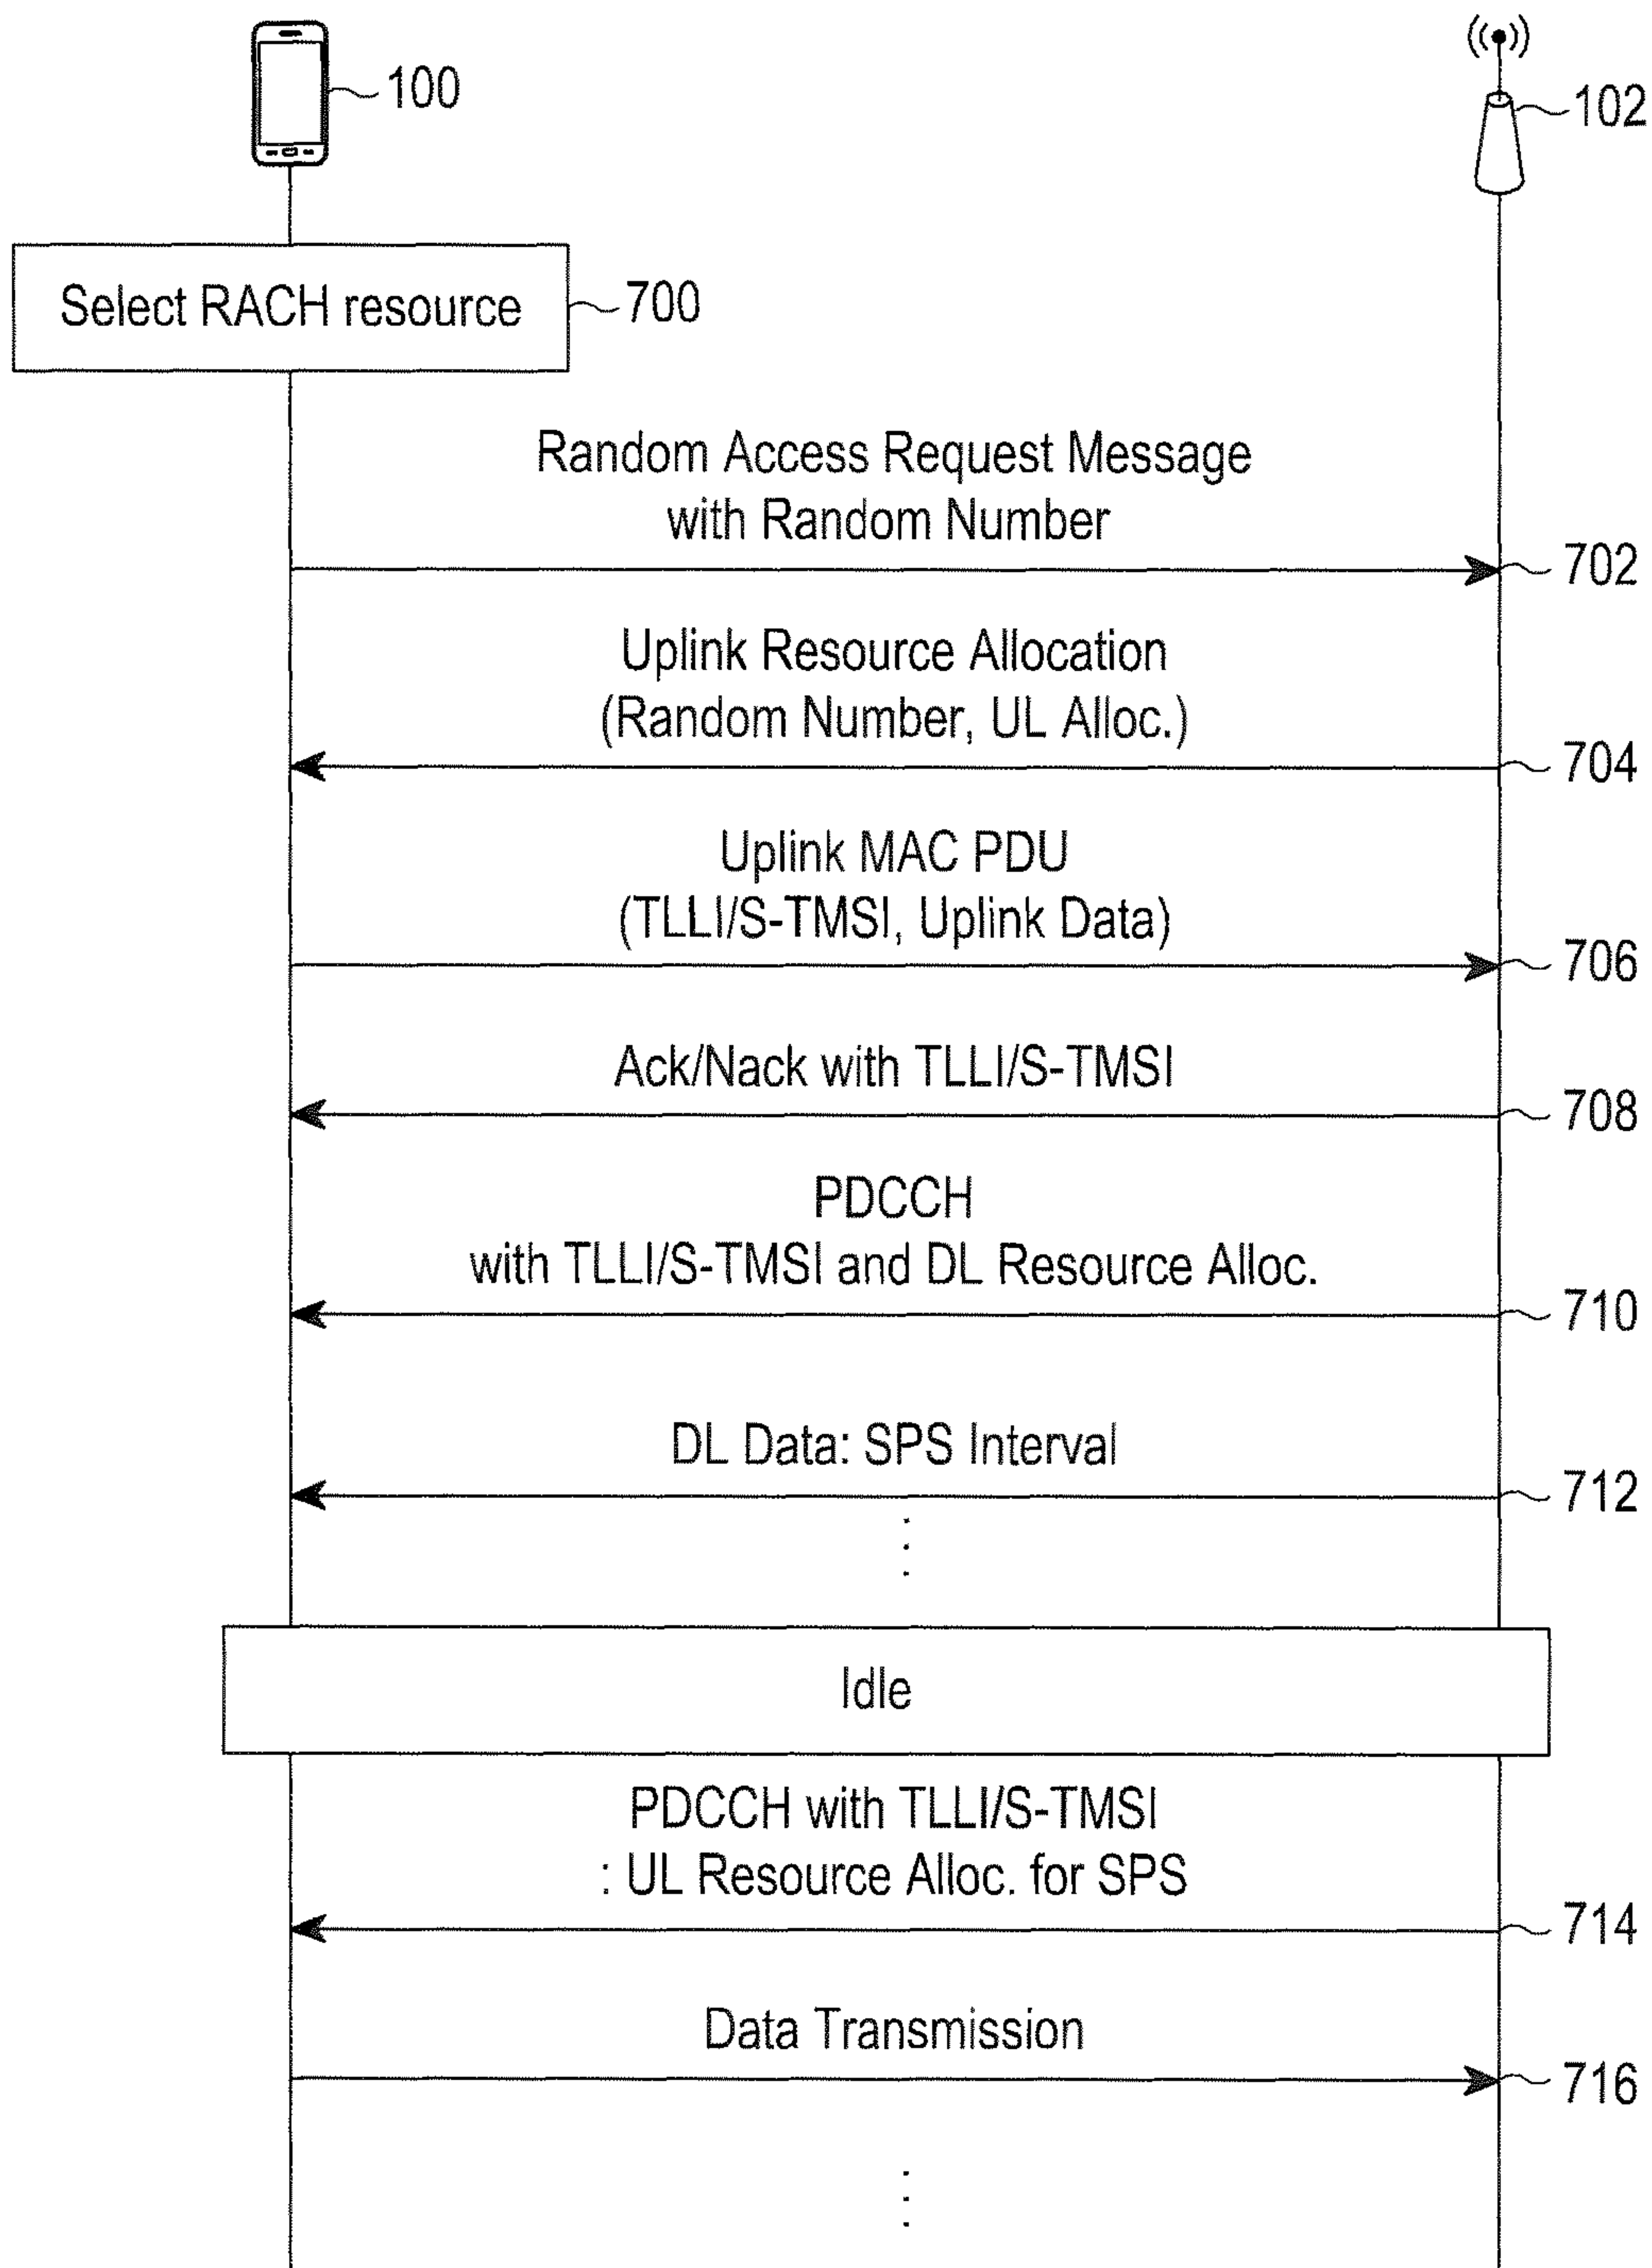 100
102
Select RACH resource
700
Random Access Request Message
with Random Number
702
Uplink Resource Allocation
(Random Number, UL Alloc.)
704
Uplink MAC PDU
(TLLI/S-TMSI, Uplink Data)
706
Ack/Nack with TLLI/S-TMSI
708
PDCCH
with TLLI/S-TMSI and DL Resource Alloc.
710
DL Data: SPS Interval
712
Idle
PDCCH with TLLI/S-TMSI
: UL Resource Alloc. for SPS
714
Data Transmission
716